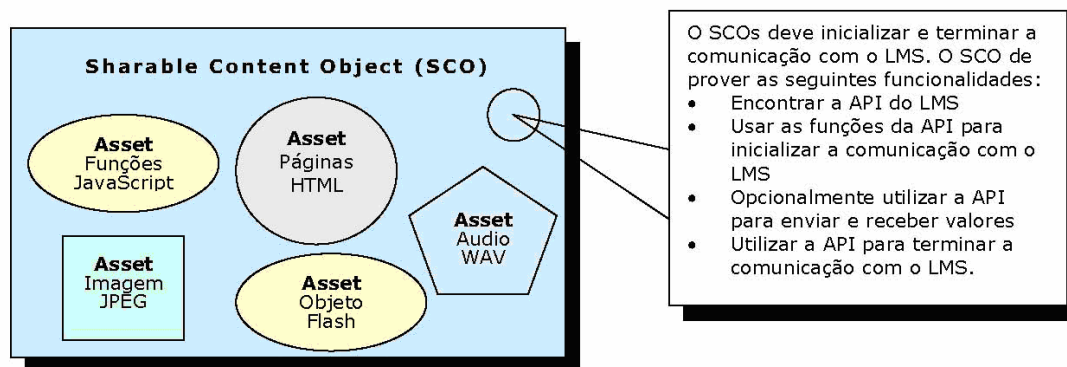 Sharable Content Object (SCO)
Asset
Funções
JavaScript
Asset
Páginas
HTML
Asset
Audio
WAV
Asset
Imagem
JPEG
Asset
Objeto
Flash
O SCOs deve inicializar e terminar a
comunicação com o LMS. O SCO de
prover as seguintes funcionalidades:
• Encontrar a API do LMS
• Usar as funções da API para
inicializar a comunicação com o
LMS
• Opcionalmente utilizar a API
para enviar e receber valores
• Utilizar a API para terminar a
comunicação com o LMS.